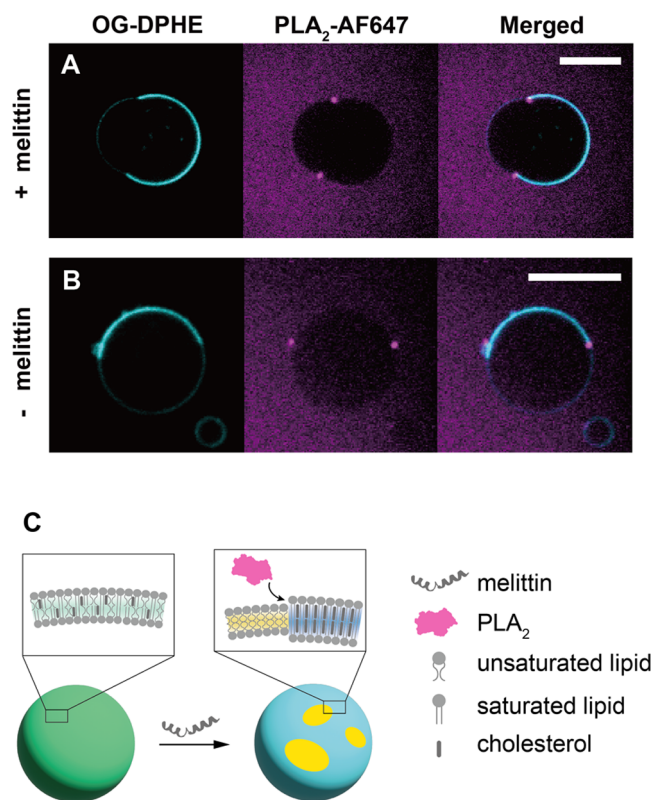 OG-DPHE PLA2-AF647 Merged
A
+ melittin
B
- melittin
C
melittin
PLA2
unsaturated lipid
saturated lipid
cholesterol